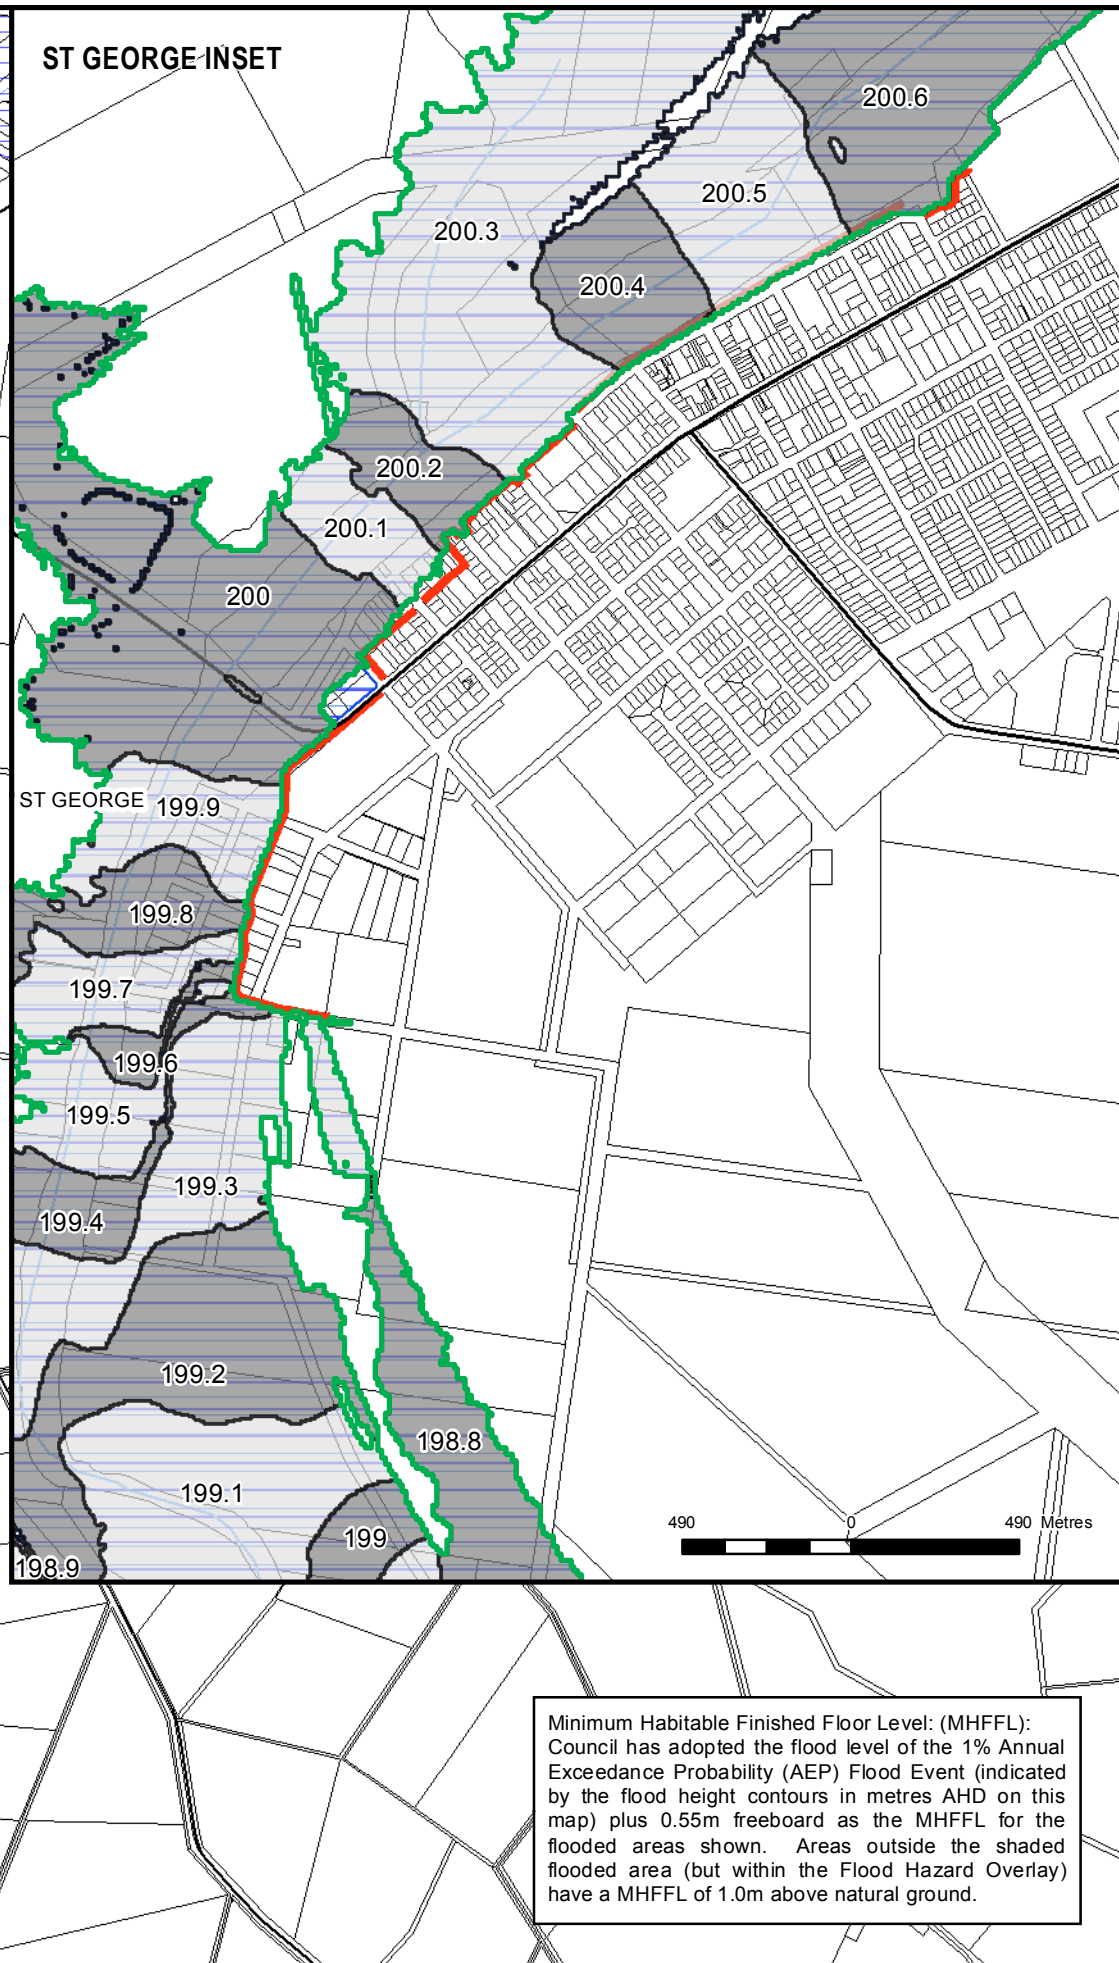 ST GEORGE INSET
200.6
200.5
200.3
200.4
200.2
200.1
200
ST GEORGE
199.9
199.8
199.7
199.6
199.5
199.3
199.4
199.2
198.8
199.1
199
198.9
490 0 490 Metres
Minimum Habitable Finished Floor Level: (MHFFL):
Council has adopted the flood level of the 1% Annual
Exceedance Probability (AEP) Flood Event (indicated
by the flood height contours in metres AHD on this
map) plus 0.55m freeboard as the MHFFL for the
flooded areas shown. Areas outside the shaded
flooded area (but within the Flood Hazard Overlay)
have a MHFFL of 1.0m above natural ground.